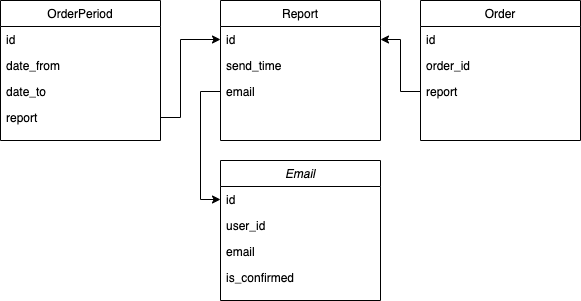 OrderPeriod
id
date_from
date_to
report
Report
id
send_time
email
Order
id
order_id
report
Email
id
user_id
email
is_confirmed